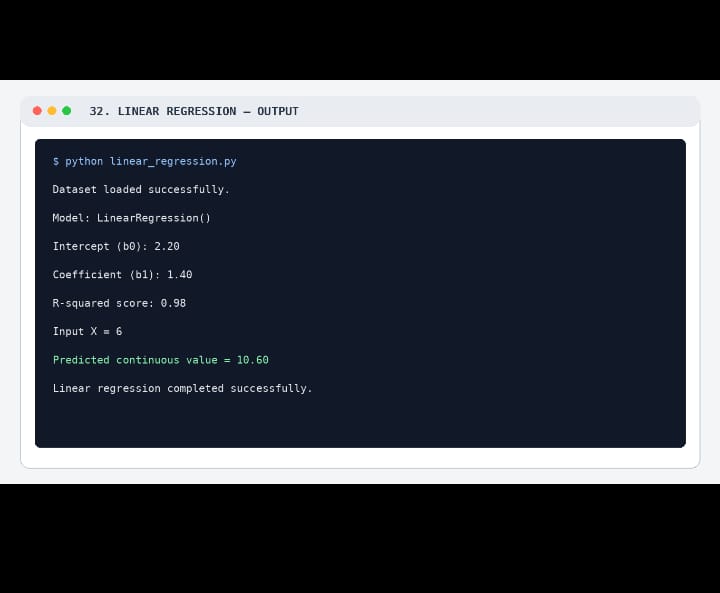 32. LINEAR REGRESSION — OUTPUT
$ python linear_regression.py
Dataset loaded successfully.
Model: LinearRegression()
Intercept (b0): 2.20
Coefficient (b1): 1.40
R-squared score: 0.98
Input X = 6
Predicted continuous value = 10.60
Linear regression completed successfully.